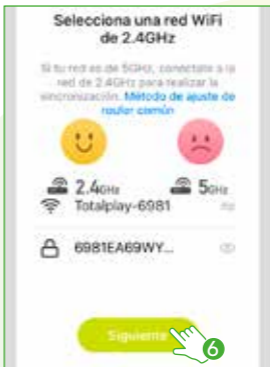 Selecciona una red WiFi
de 2.4GHz
Si tu red es de 5GHz, conéctate a la
red de 2.4GHz para realizar la
sincronización. Método de ajuste de
router común
2.4GHz 5GHz
Totalplay-6981
6981EA69WY...
Siguiente
6